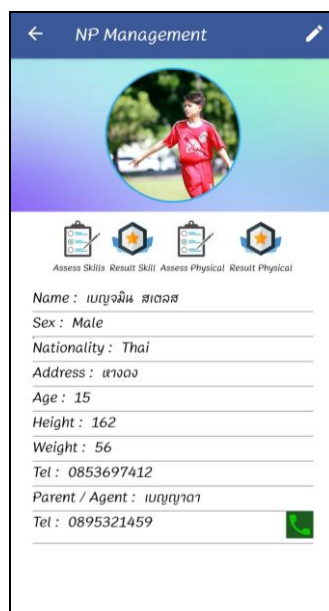 NP Management
Assess Skills Result Skill Assess Physical Result Physical
Name : เบญจมิน สเตลส
Sex : Male
Nationality : Thai
Address : หางดง
Age : 15
Height : 162
Weight : 56
Tel : 0853697412
Parent / Agent : เบญญาดา
Tel : 0895321459